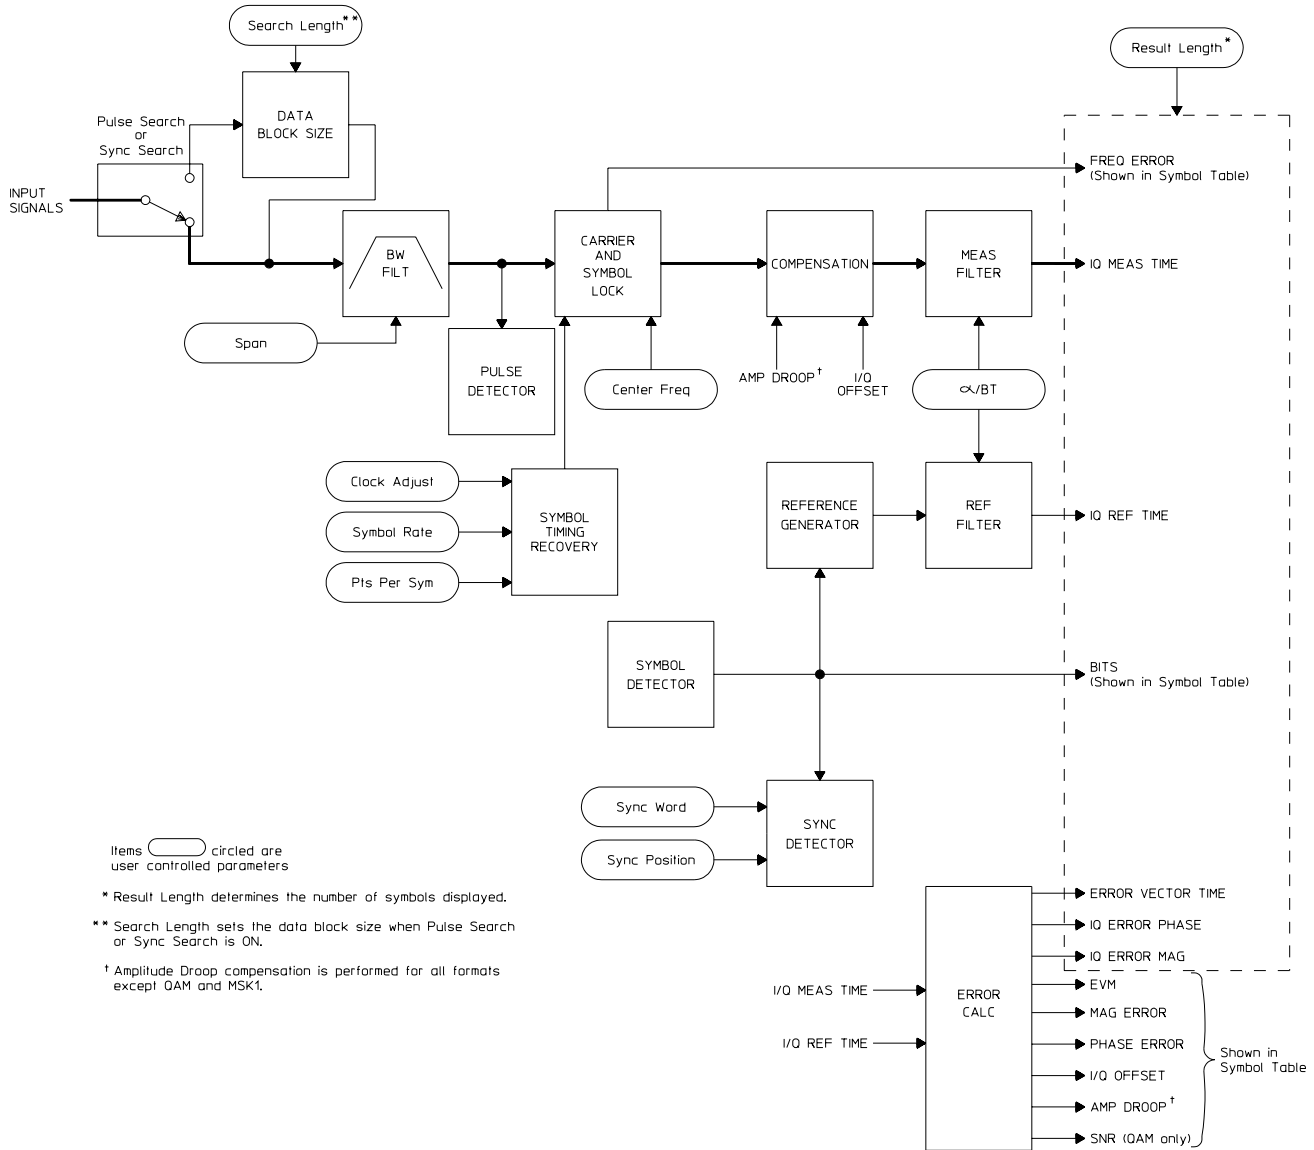 Search Length**
Result Length*
DATA
BLOCK SIZE
Pulse Search
or
Sync Search
INPUT
SIGNALS
FREQ ERROR
(Shown in Symbol Table)
BW
FILT
CARRIER
AND
SYMBOL
LOCK
COMPENSATION
MEAS
FILTER
IQ MEAS TIME
Span
PULSE
DETECTOR
Center Freq
AMP DROOP†
I/Q
OFFSET
α/BT
Clock Adjust
Symbol Rate
Pts Per Sym
SYMBOL
TIMING
RECOVERY
REFERENCE
GENERATOR
REF
FILTER
IQ REF TIME
SYMBOL
DETECTOR
BITS
(Shown in Symbol Table)
Sync Word
Sync Position
SYNC
DETECTOR
Items circled are
user controlled parameters
* Result Length determines the number of symbols displayed.
** Search Length sets the data block size when Pulse Search
or Sync Search is ON.
† Amplitude Droop compensation is performed for all formats
except QAM and MSK1.
I/Q MEAS TIME
I/Q REF TIME
ERROR
CALC
ERROR VECTOR TIME
IQ ERROR PHASE
IQ ERROR MAG
EVM
MAG ERROR
PHASE ERROR
I/Q OFFSET
AMP DROOP†
SNR (QAM only)
Shown in
Symbol Table